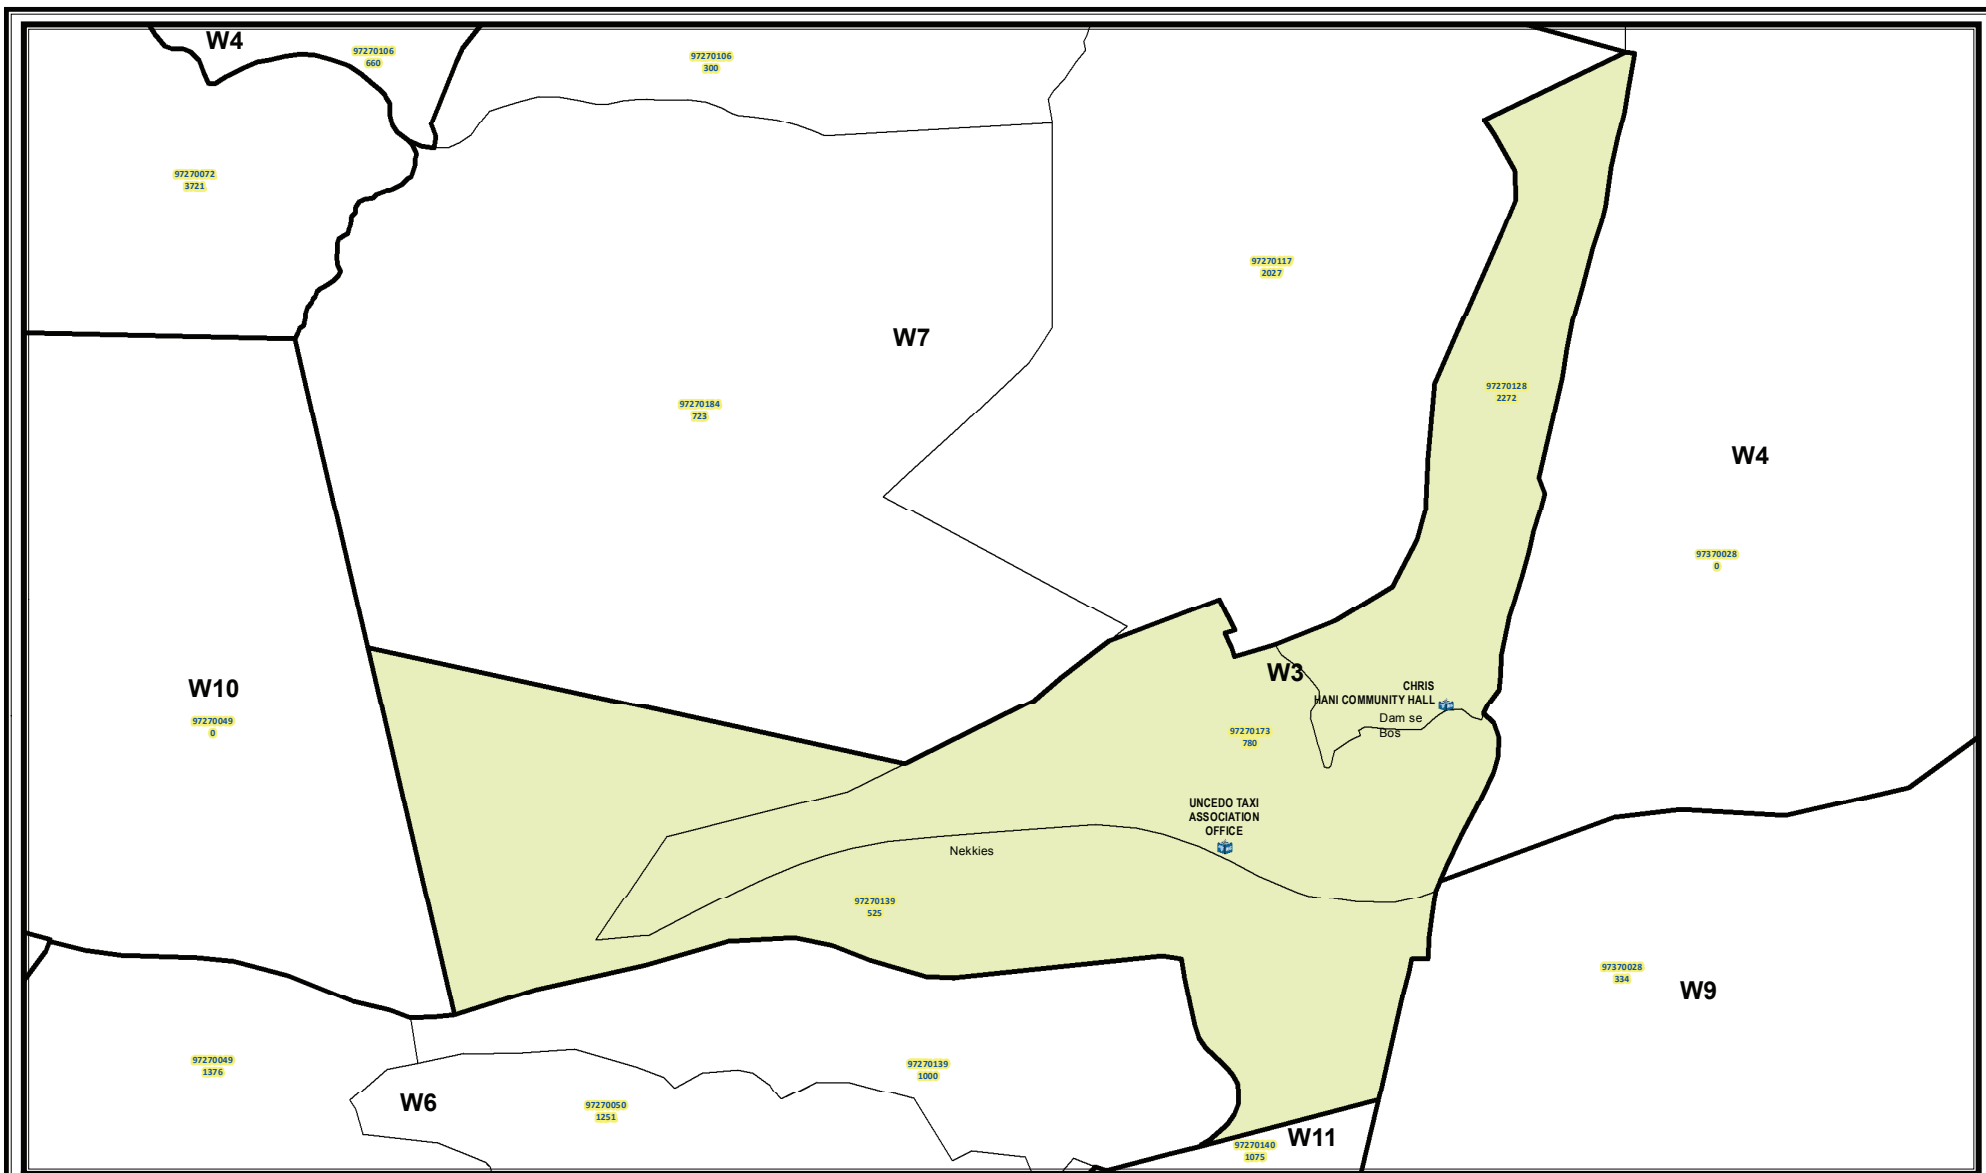 W4
97270106
660
97270106
300
97270072
3721
97270117
2027
W7
97270184
723
97270128
2272
W4
97370028
0
W3
CHRIS
HANI COMMUNITY HALL
Dam se
Bos
W10
97270049
0
97270173
780
UNCEDO TAXI
ASSOCIATION
OFFICE
Nekkies
97270139
525
97370028
334
W9
97270049
1376
97270139
1000
W6
97270050
1251
W11
97270140
1075